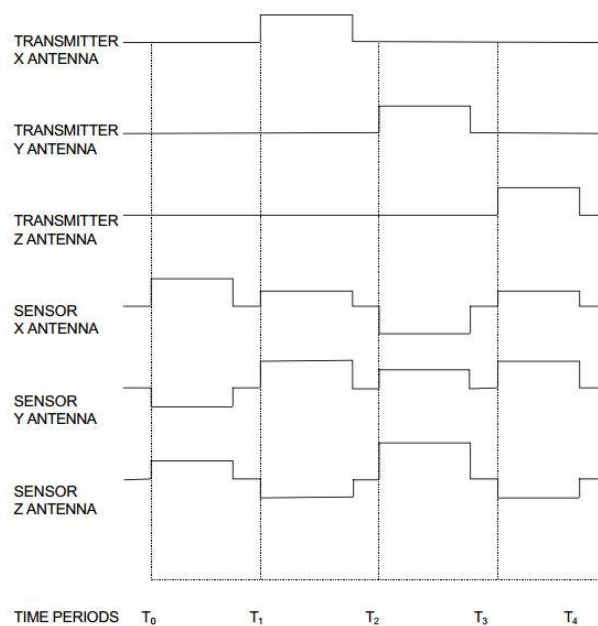 TRANSMITTER
X ANTENNA
TRANSMITTER
Y ANTENNA
TRANSMITTER
Z ANTENNA
SENSOR
X ANTENNA
SENSOR
Y ANTENNA
SENSOR
Z ANTENNA
TIME PERIODS T₀ T₁ T₂ T₃ T₄